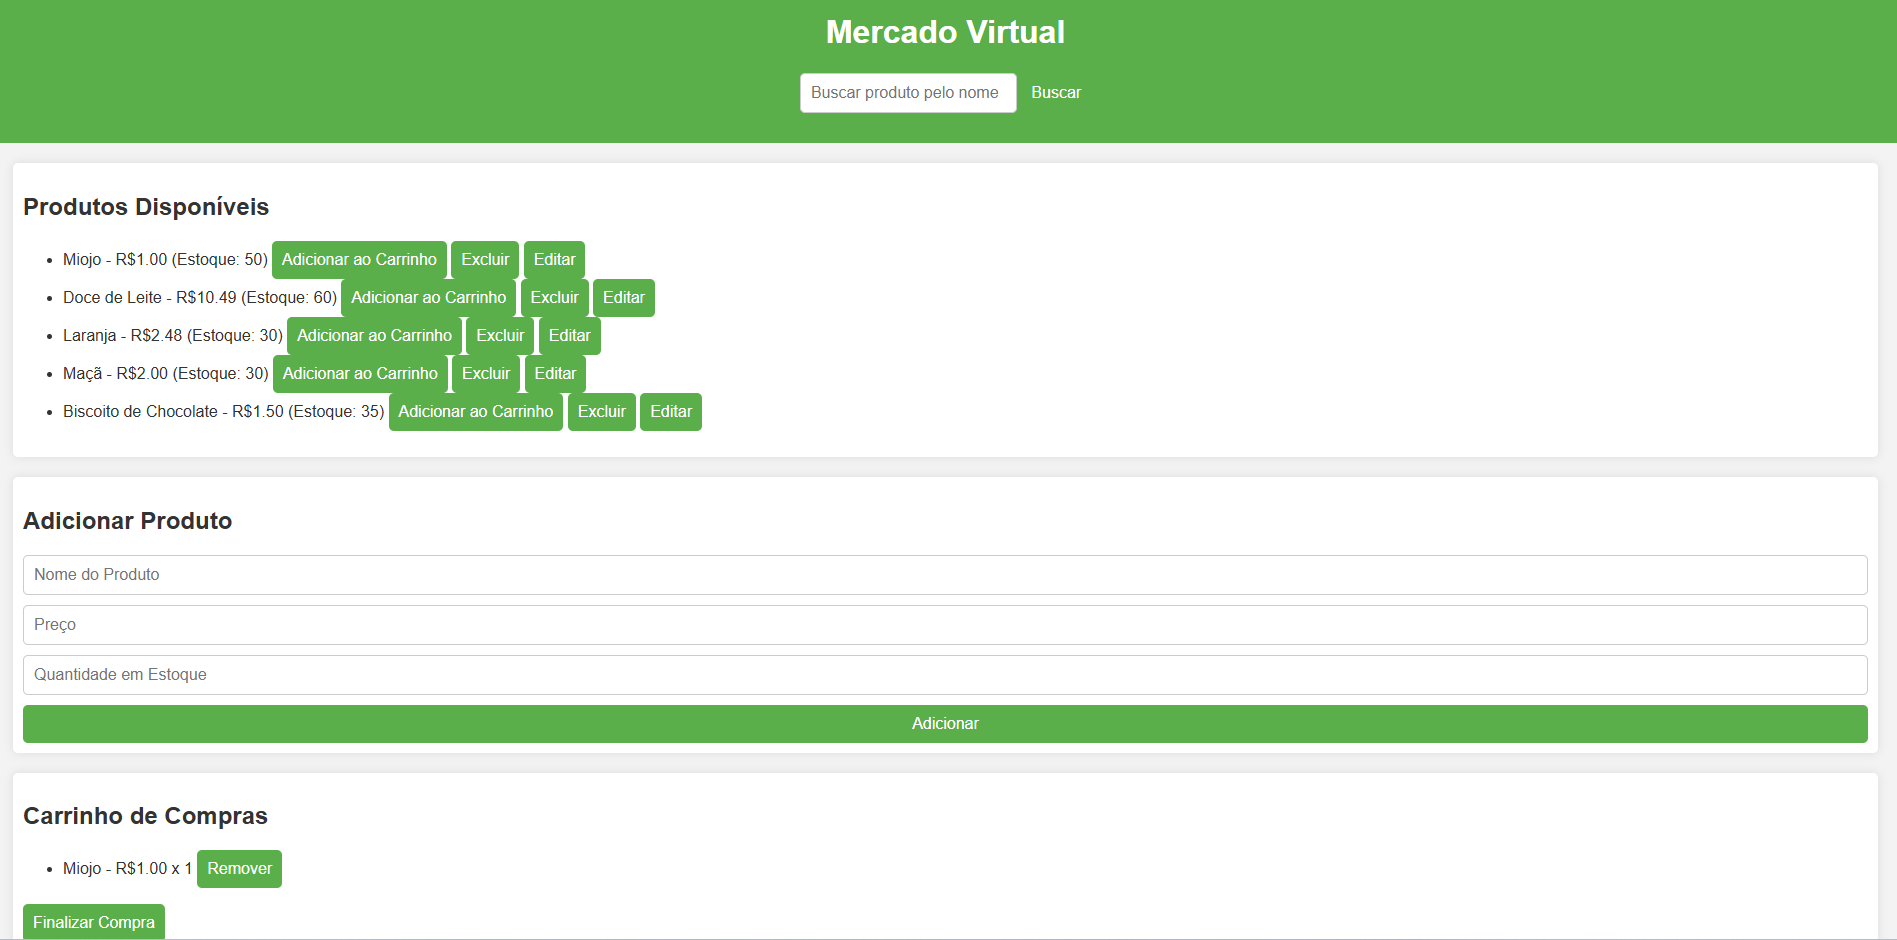 Mercado Virtual
Buscar produto pelo nome Buscar
Produtos Disponíveis
Miojo - R$1.00 (Estoque: 50) Adicionar ao Carrinho Excluir Editar
Doce de Leite - R$10.49 (Estoque: 60) Adicionar ao Carrinho Excluir Editar
Laranja - R$2.48 (Estoque: 30) Adicionar ao Carrinho Excluir Editar
Maçã - R$2.00 (Estoque: 30) Adicionar ao Carrinho Excluir Editar
Biscoito de Chocolate - R$1.50 (Estoque: 35) Adicionar ao Carrinho Excluir Editar
Adicionar Produto
Nome do Produto
Preço
Quantidade em Estoque
Adicionar
Carrinho de Compras
Miojo - R$1.00 x 1 Remover
Finalizar Compra